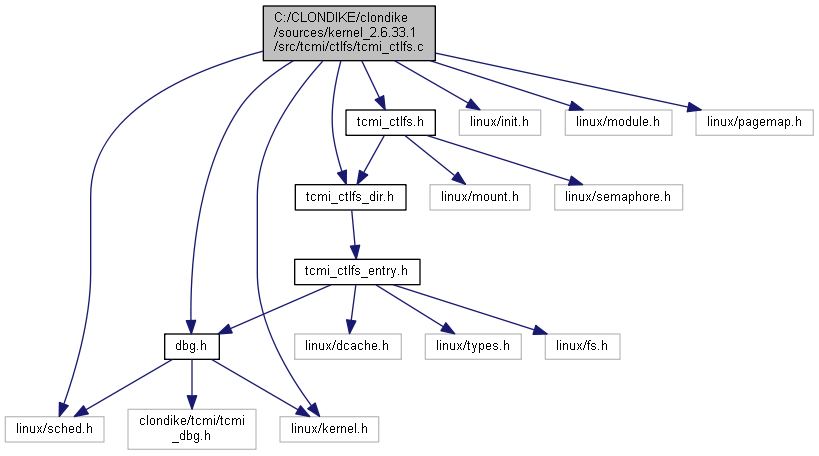 C:/CLONDIKE/clondike
/sources/kernel_2.6.33.1
/src/tcmi/ctlfs/tcmi_ctlfs.c
tcmi_ctlfs.h
linux/init.h
linux/module.h
linux/pagemap.h
tcmi_ctlfs_dir.h
linux/mount.h
linux/semaphore.h
tcmi_ctlfs_entry.h
dbg.h
linux/dcache.h
linux/types.h
linux/fs.h
linux/sched.h
clondike/tcmi/tcmi
_dbg.h
linux/kernel.h